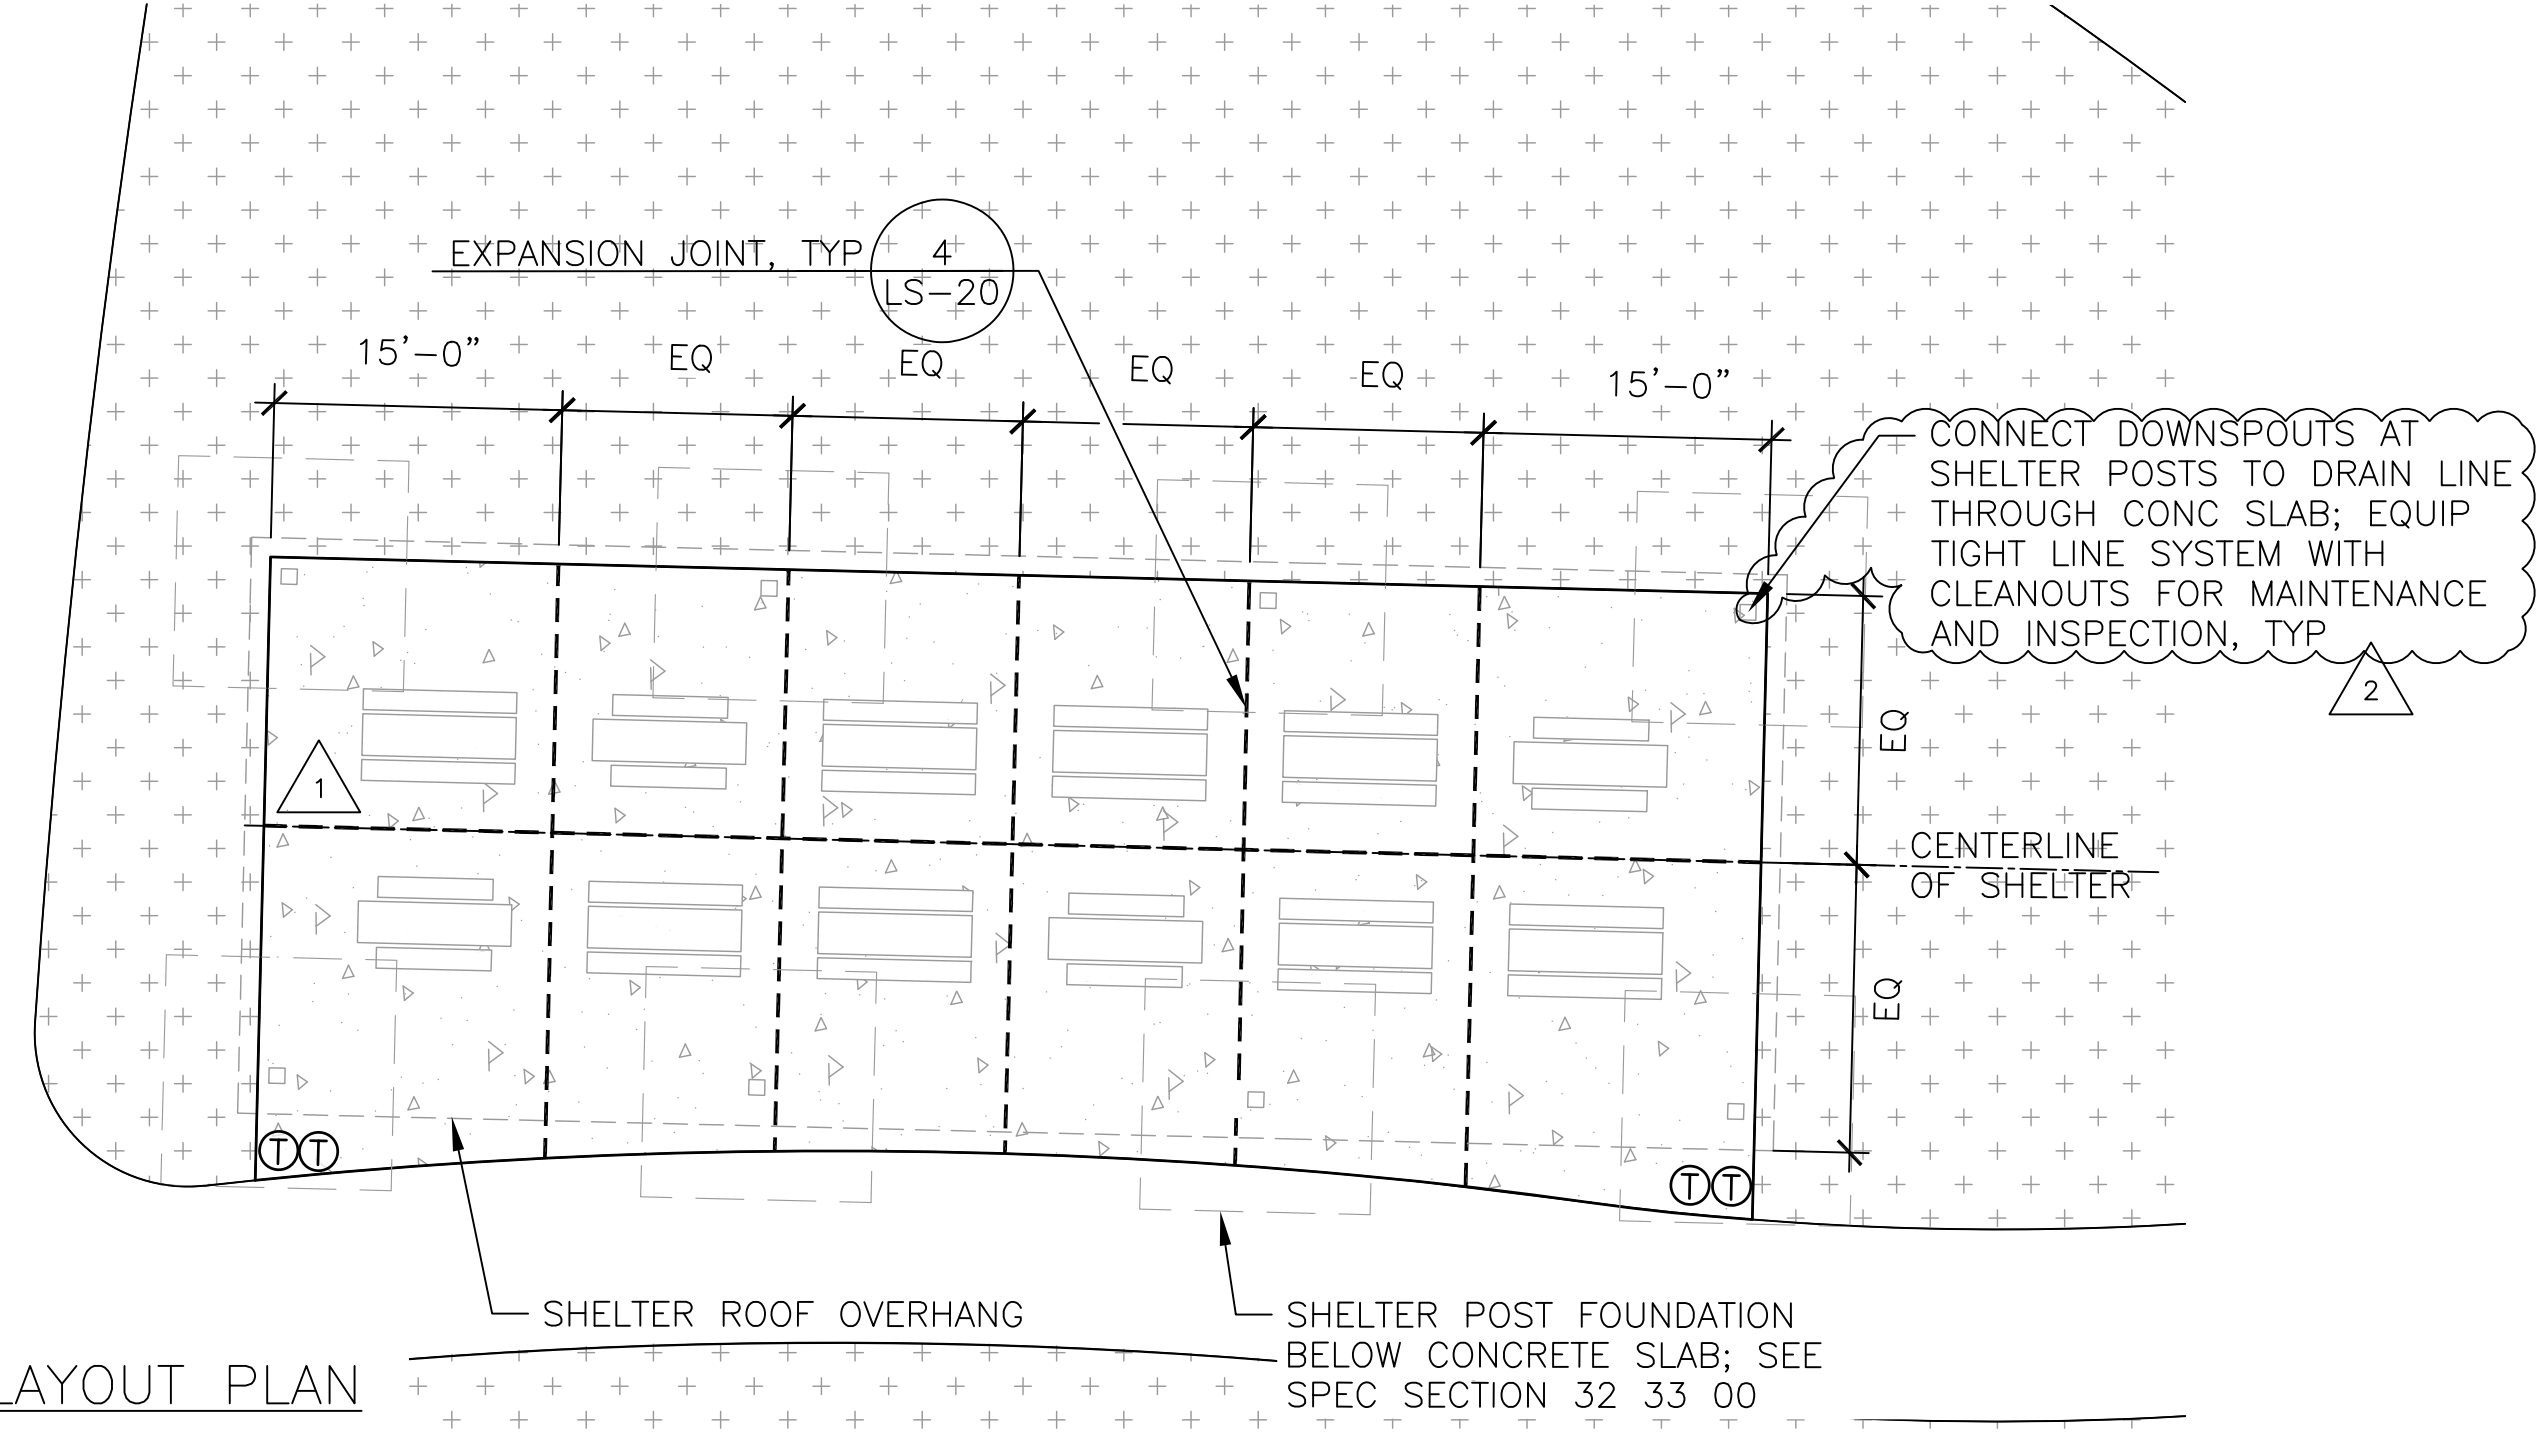 EXPANSION JOINT, TYP
4
LS-20
15'-0"
EQ
EQ
EQ
EQ
15'-0"
CONNECT DOWNSPOUTS AT
SHELTER POSTS TO DRAIN LINE
THROUGH CONC SLAB; EQUIP
TIGHT LINE SYSTEM WITH
CLEANOUTS FOR MAINTENANCE
AND INSPECTION, TYP
2
EQ
1
CENTERLINE
OF SHELTER
EQ
T T
T T
SHELTER ROOF OVERHANG
SHELTER POST FOUNDATION
BELOW CONCRETE SLAB; SEE
SPEC SECTION 32 33 00
PLAN